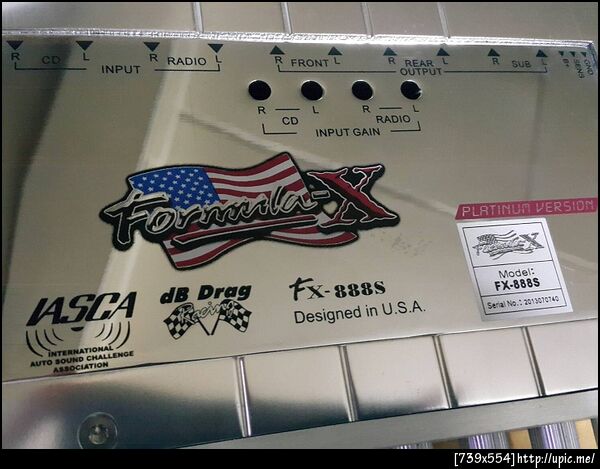 R CD L INPUT R RADIO L
R FRONT L R REAR L R SUB L
OUTPUT
B+ SENS GND
R L R L
CD RADIO
INPUT GAIN
Formula-X
PLATINUM VERSION
Formula-X
Model:
FX-888S
Serial No.: 2013070740
IASCA
INTERNATIONAL
AUTO SOUND CHALLENGE
ASSOCIATION
dB Drag
Racing
FX-888S
Designed in U.S.A.
[739x554]http://upic.me/